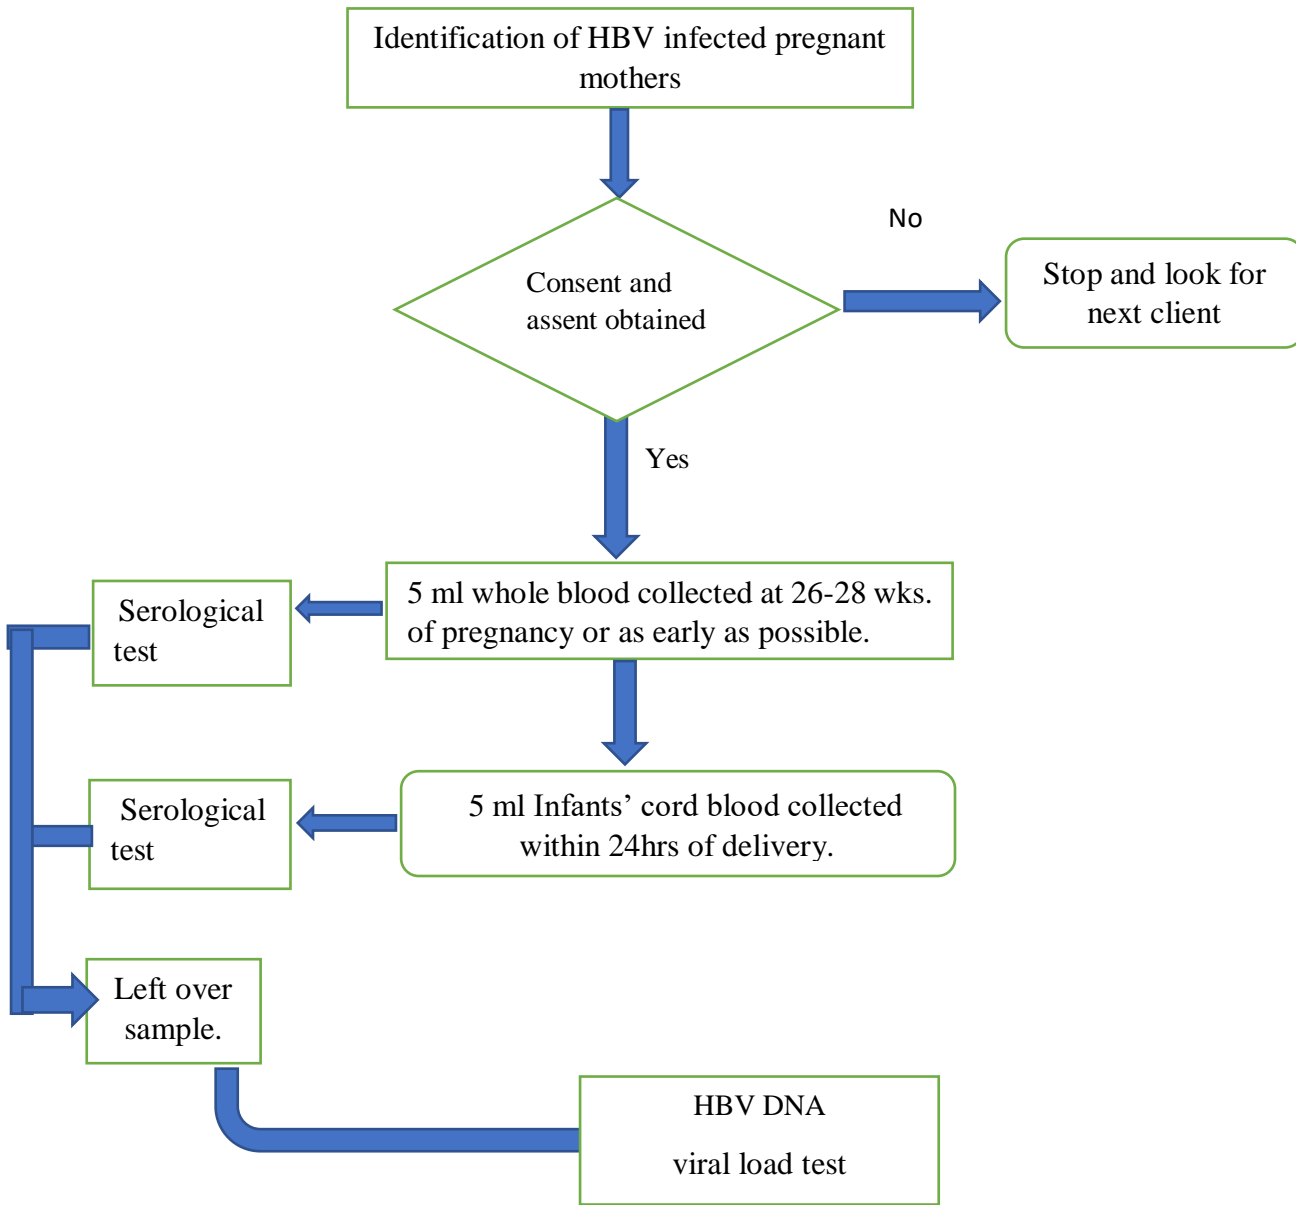 Identification of HBV infected pregnant
mothers
No
Consent and
assent obtained
Stop and look for
next client
Yes
5 ml whole blood collected at 26-28 wks.
of pregnancy or as early as possible.
Serological
test
5 ml Infants’ cord blood collected
within 24hrs of delivery.
Serological
test
Left over
sample.
HBV DNA
viral load test